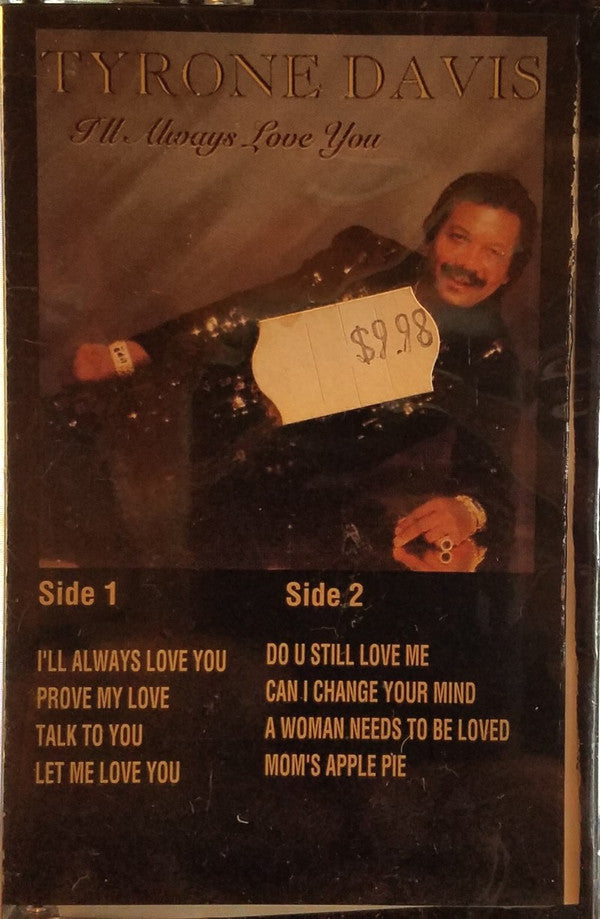 TYRONE DAVIS
I'll Always Love You
$9.98
Side 1
I'LL ALWAYS LOVE YOU
PROVE MY LOVE
TALK TO YOU
LET ME LOVE YOU
Side 2
DO U STILL LOVE ME
CAN I CHANGE YOUR MIND
A WOMAN NEEDS TO BE LOVED
MOM'S APPLE PIE